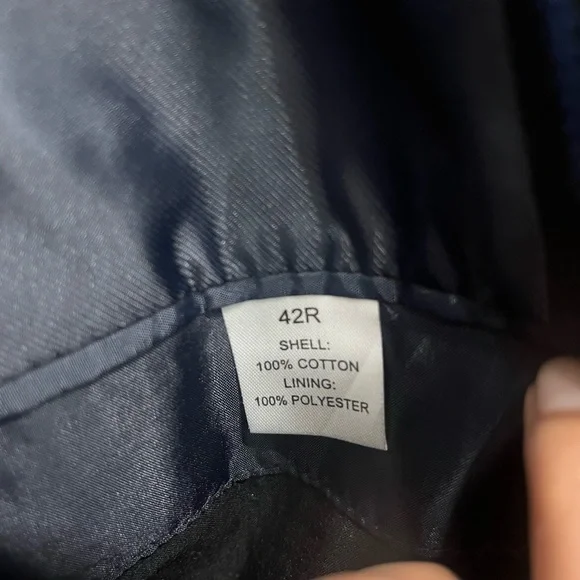 42R
SHELL:
100% COTTON
LINING:
100% POLYESTER